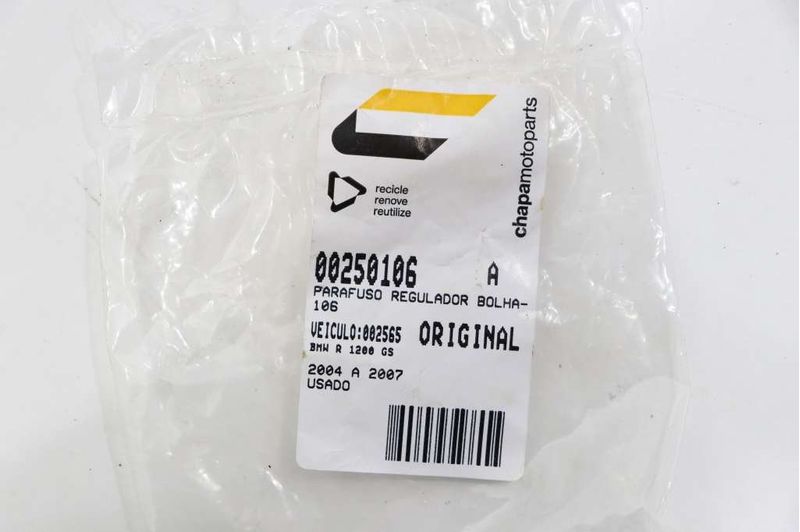 chapamotoparts
recicle
renove
reutilize
00250106 A
PARAFUSO REGULADOR BOLHA-
106
VEICULO:002565 ORIGINAL
BMW R 1200 GS
2004 A 2007
USADO